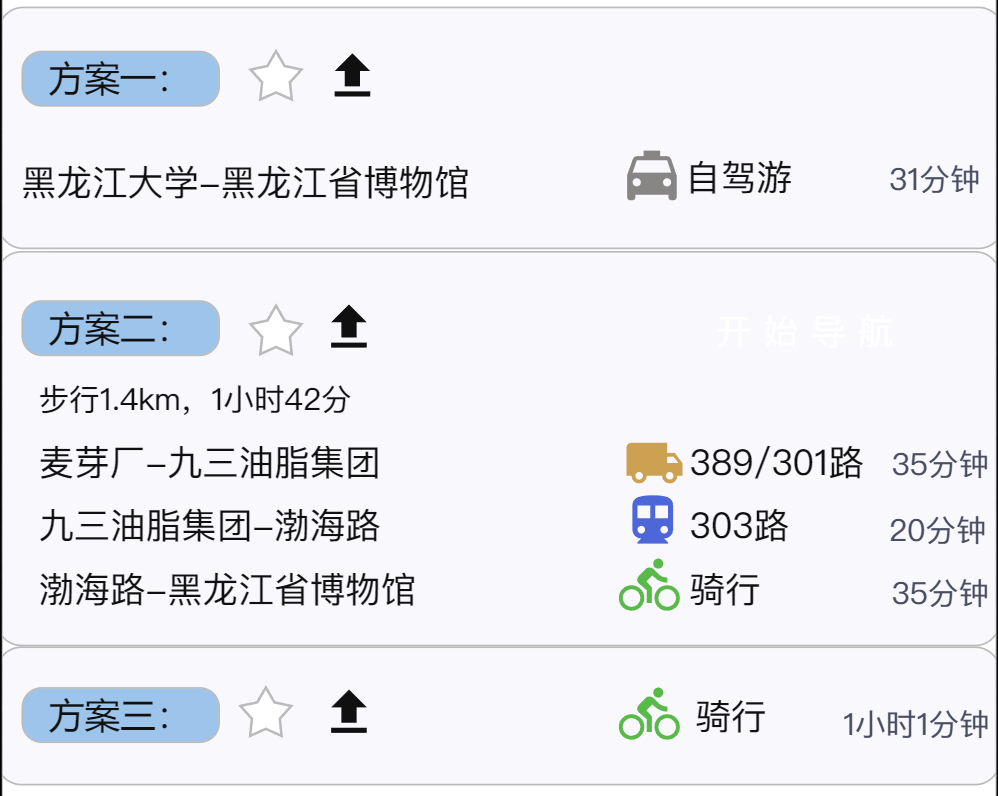 方案一：
黑龙江大学–黑龙江省博物馆 自驾游 31分钟
方案二：
开始导航
步行1.4km，1小时42分
麦芽厂–九三油脂集团 389/301路 35分钟
九三油脂集团–渤海路 303路 20分钟
渤海路–黑龙江省博物馆 骑行 35分钟
方案三： 骑行 1小时1分钟